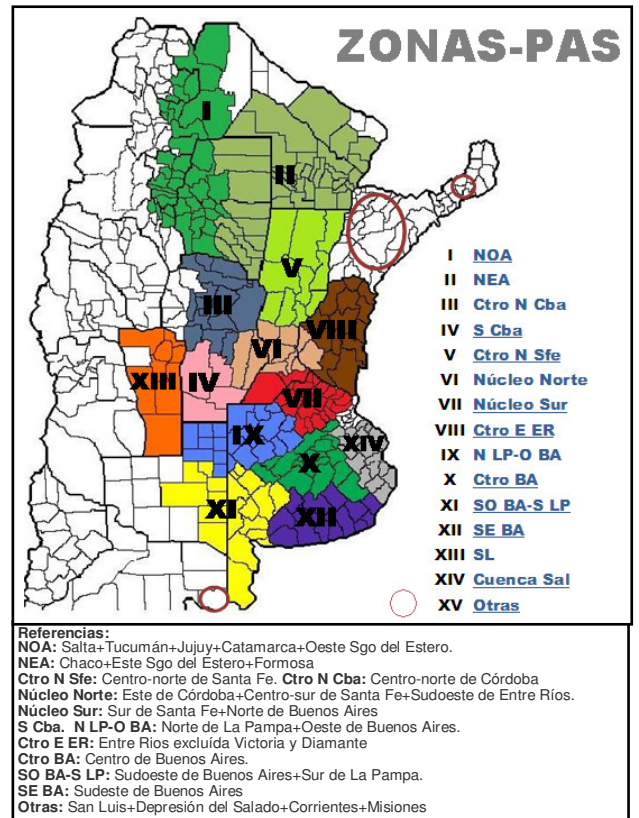 ZONAS-PAS
I
II
III
V
VI
VIII
XIII
IV
VII
IX
X
XIV
XI
XII
I NOA
II NEA
III Ctro N Cba
IV S Cba
V Ctro N Sfe
VI Núcleo Norte
VII Núcleo Sur
VIII Ctro E ER
IX N LP-O BA
X Ctro BA
XI SO BA-S LP
XII SE BA
XIII SL
XIV Cuenca Sal
XV Otras
Referencias:
NOA: Salta+Tucumán+Jujuy+Catamarca+Oeste Sgo del Estero.
NEA: Chaco+Este Sgo del Estero+Formosa
Ctro N Sfe: Centro-norte de Santa Fe. Ctro N Cba: Centro-norte de Córdoba
Núcleo Norte: Este de Córdoba+Centro-sur de Santa Fe+Sudoeste de Entre Ríos.
Núcleo Sur: Sur de Santa Fe+Norte de Buenos Aires
S Cba. N LP-O BA: Norte de La Pampa+Oeste de Buenos Aires.
Ctro E ER: Entre Rios excluída Victoria y Diamante
Ctro BA: Centro de Buenos Aires.
SO BA-S LP: Sudoeste de Buenos Aires+Sur de La Pampa.
SE BA: Sudeste de Buenos Aires
Otras: San Luis+Depresión del Salado+Corrientes+Misiones